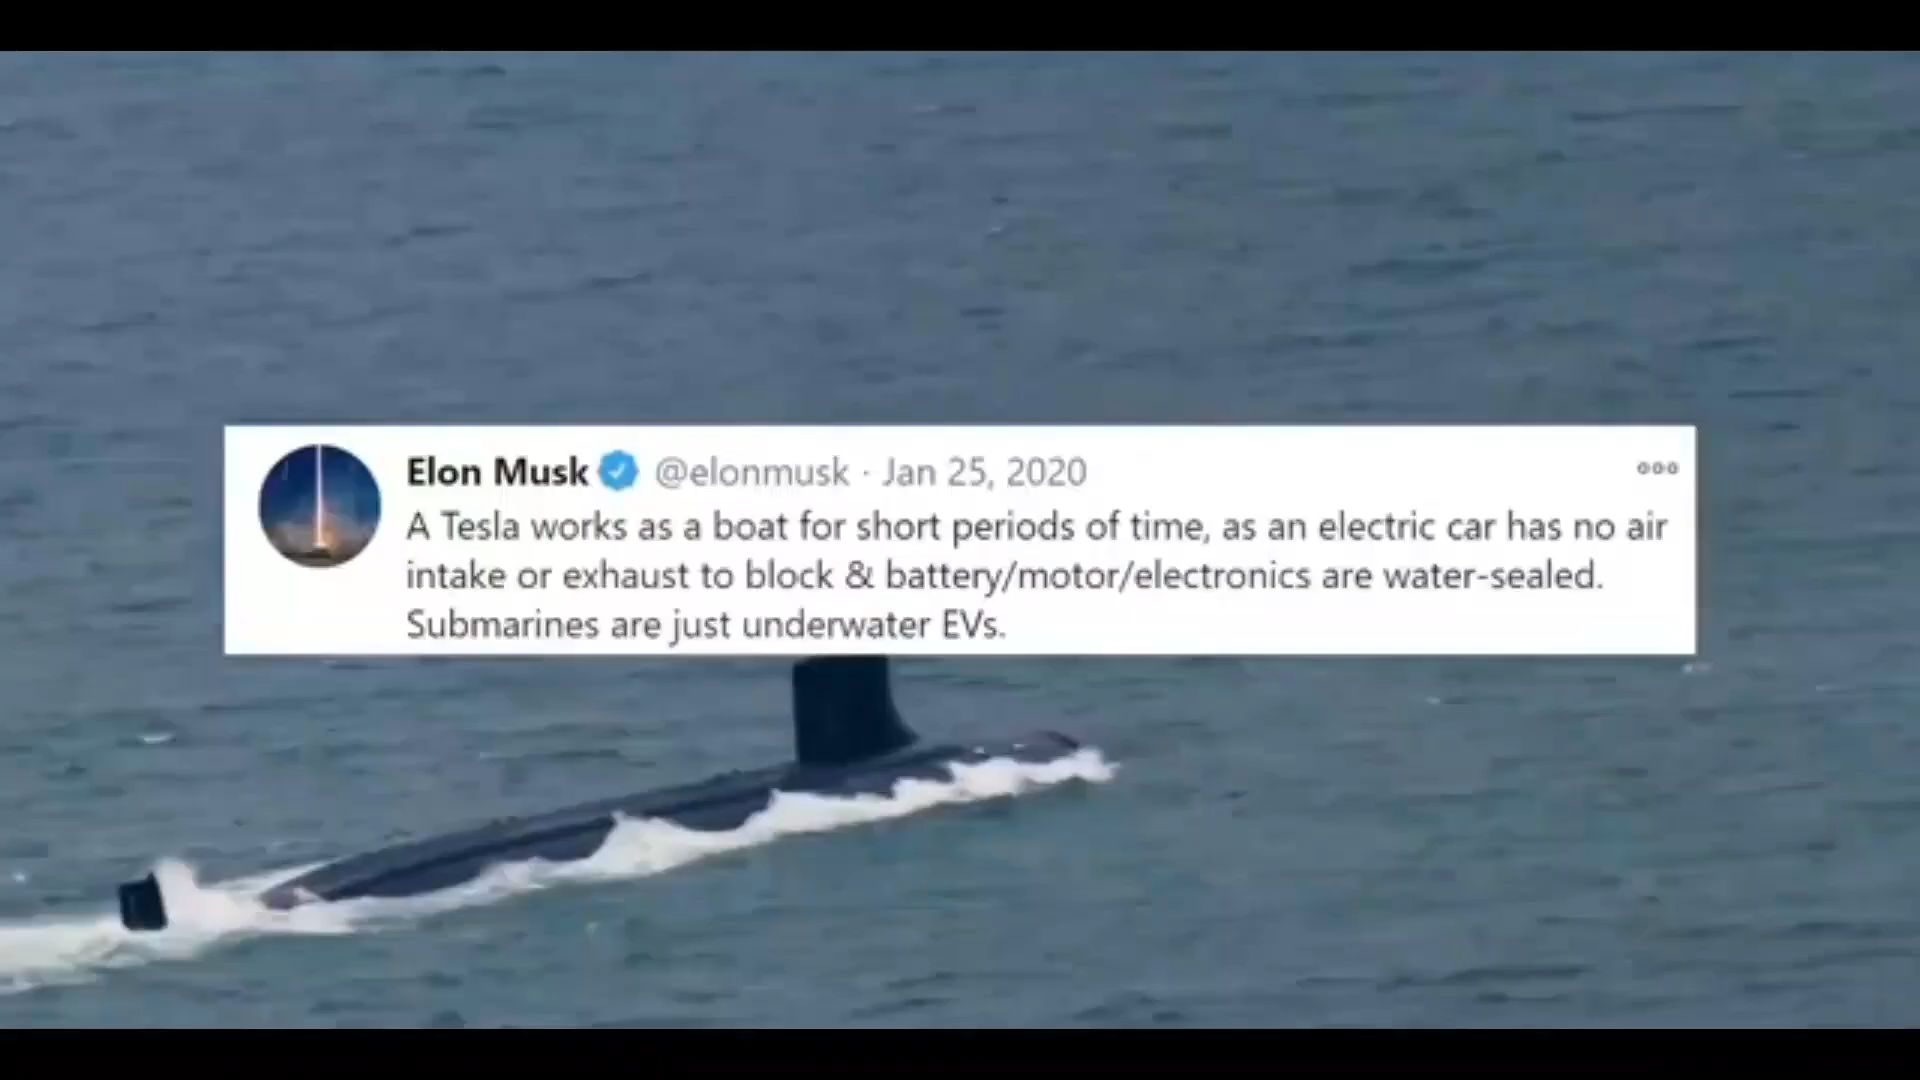 Elon Musk @elonmusk · Jan 25, 2020
A Tesla works as a boat for short periods of time, as an electric car has no air
intake or exhaust to block & battery/motor/electronics are water-sealed.
Submarines are just underwater EVs.